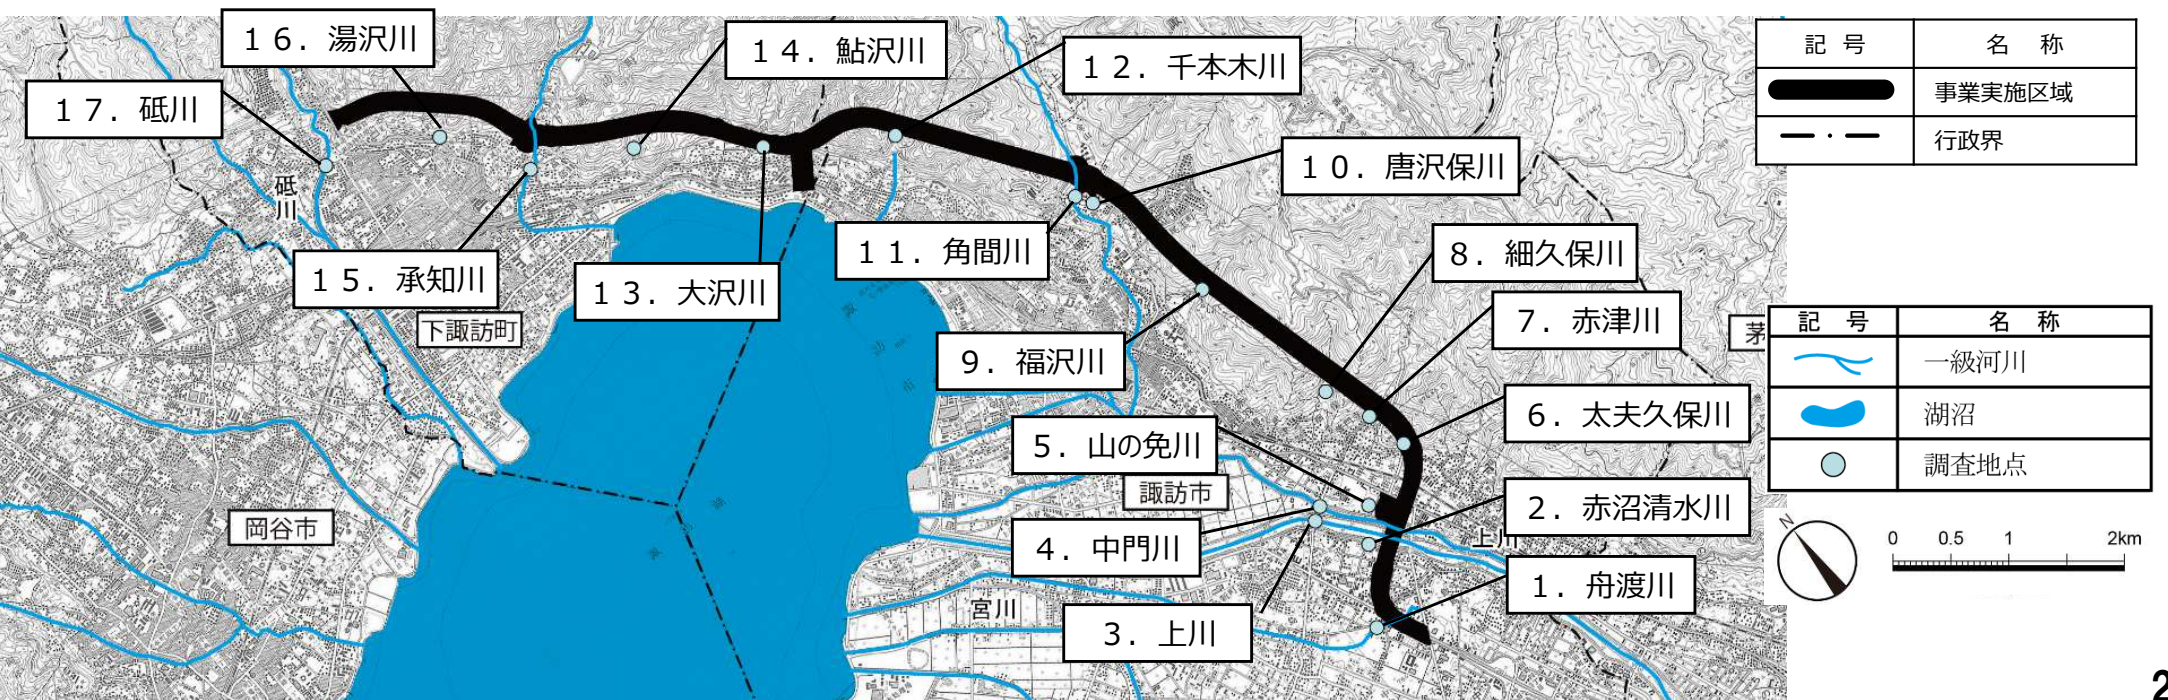 １６．湯沢川
１４．鮎沢川
１２．千本木川
１７．砥川
１０．唐沢保川
砥川
１５．承知川
１３．大沢川
１１．角間川
８．細久保川
７．赤津川
下諏訪町
９．福沢川
６．太夫久保川
５．山の免川
諏訪市
２．赤沼清水川
岡谷市
４．中門川
上川
１．舟渡川
宮川
３．上川
茅
記 号 名 称
事業実施区域
行政界
記 号 名 称
一級河川
湖沼
調査地点
N
0 0.5 1 2km
2